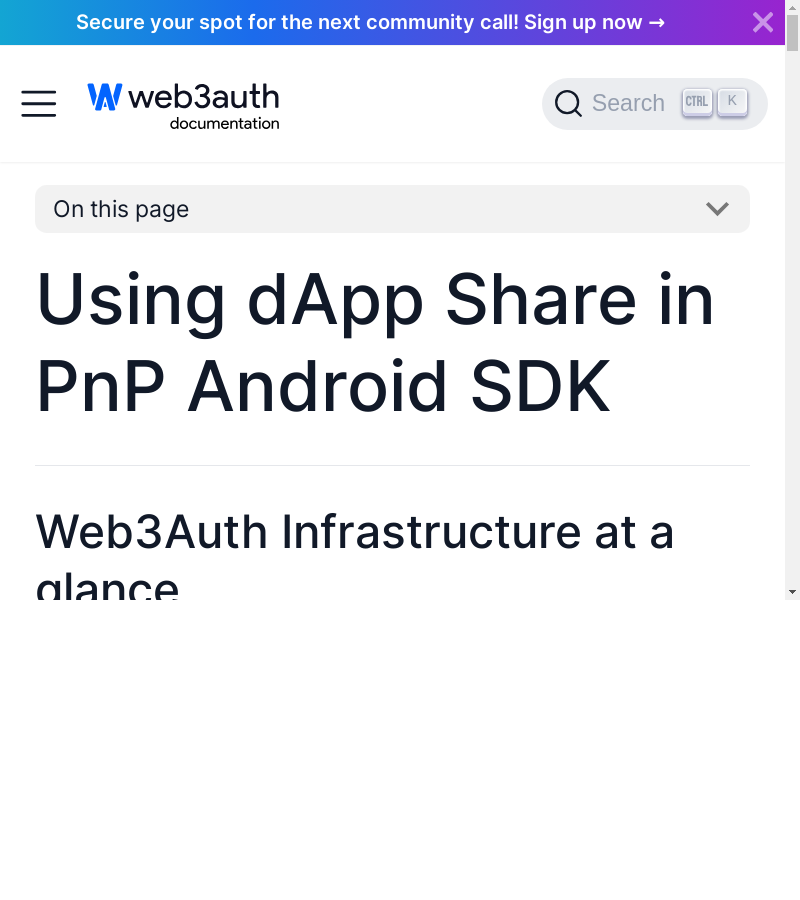 Secure your spot for the next community call! Sign up now →
web3auth
documentation
Search CTRL K
On this page
Using dApp Share in
PnP Android SDK
Web3Auth Infrastructure at a
glance